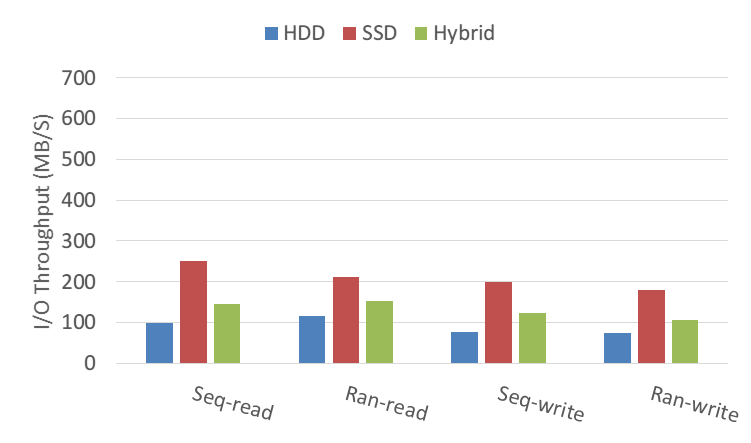 HDD SSD Hybrid
I/O Throughput (MB/S)
700
600
500
400
300
200
100
0
Seq-read Ran-read Seq-write Ran-write